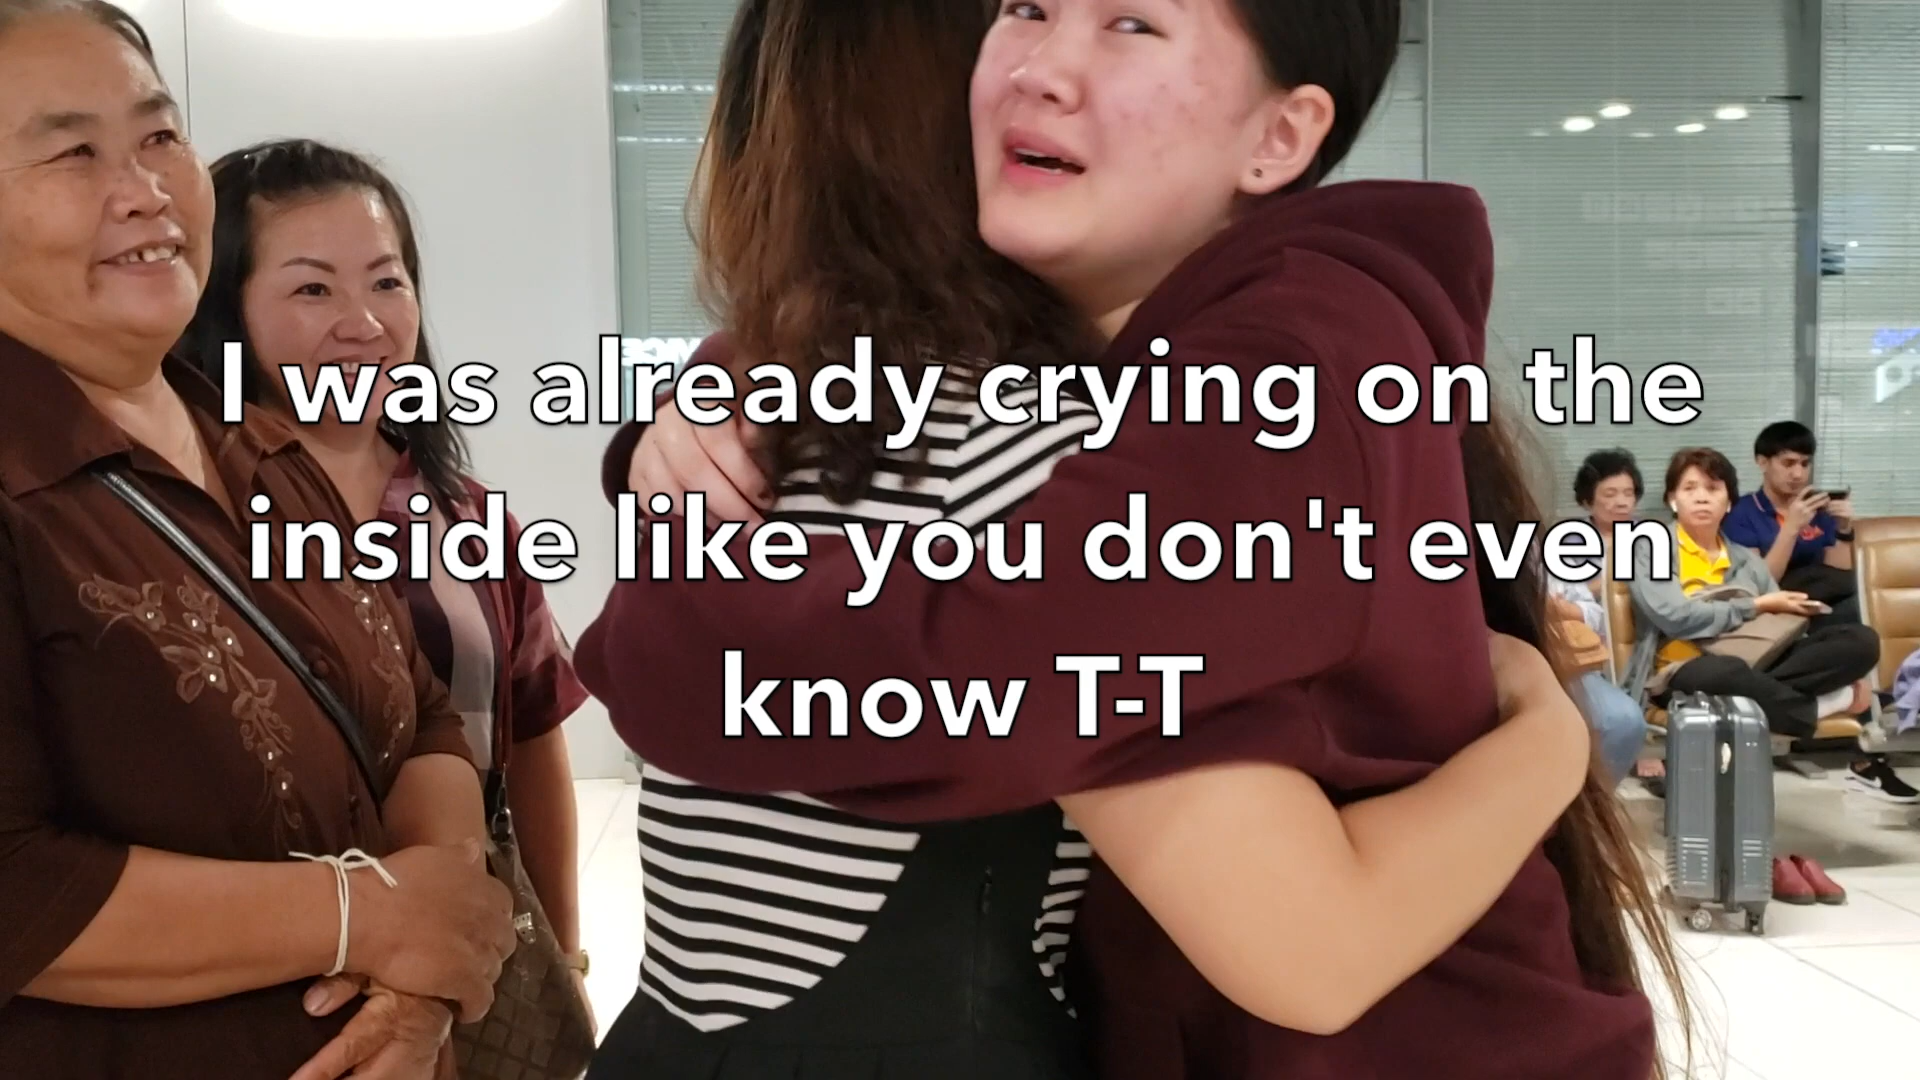 I was already crying on the
inside like you don't even
know T-T